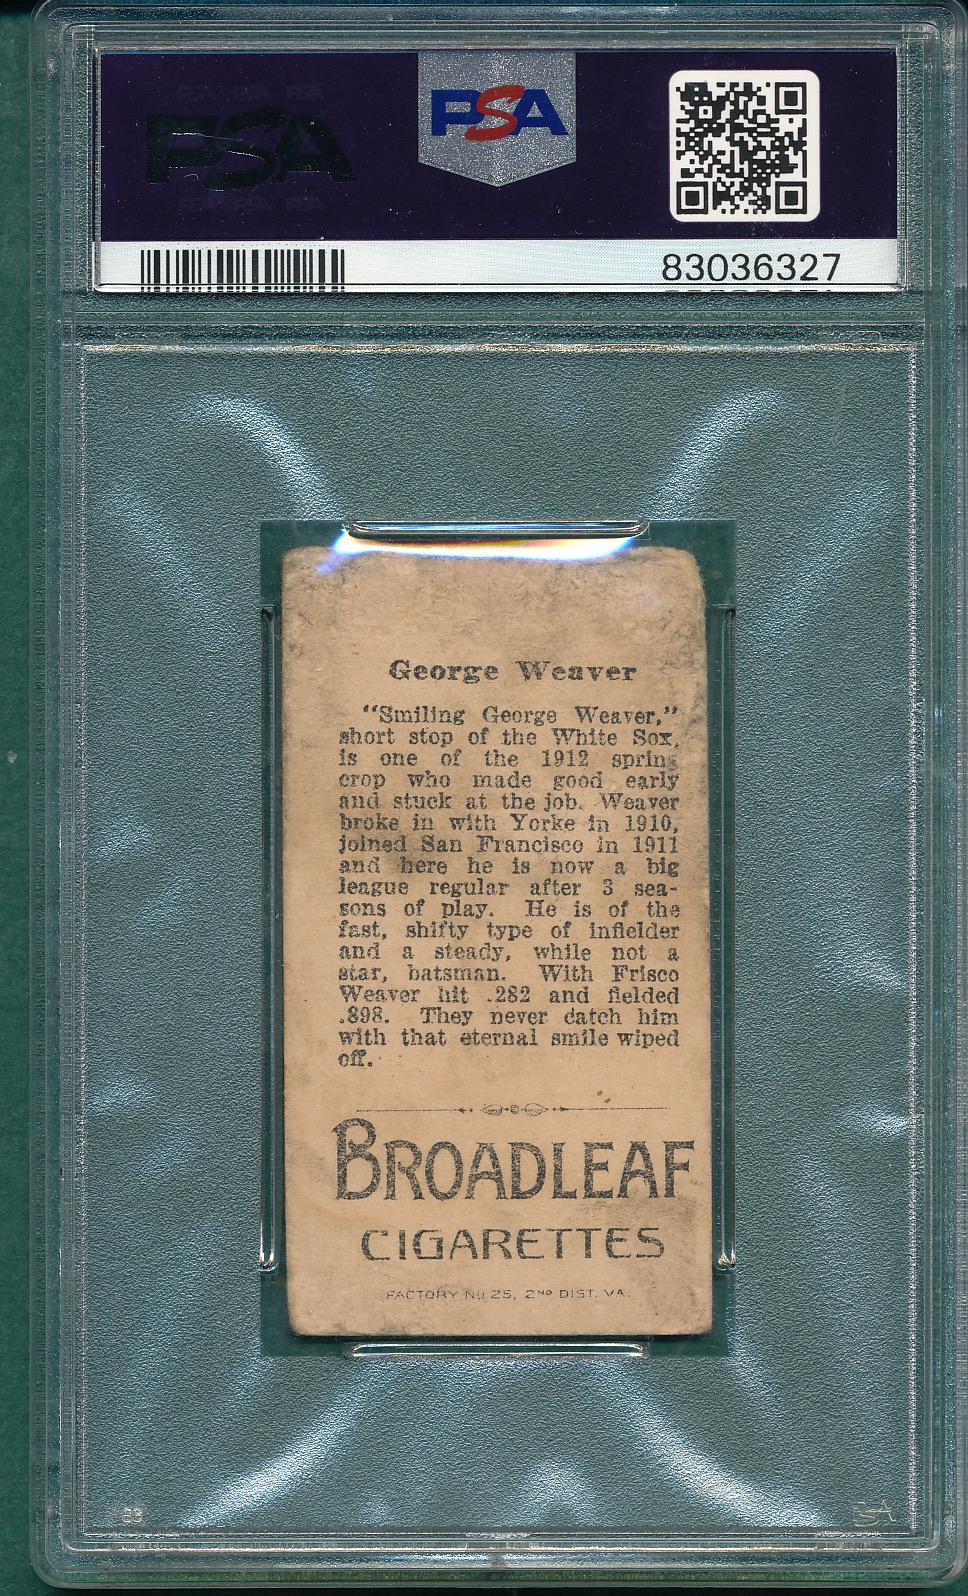 PSA
PSA
83036327
George Weaver
"Smiling George Weaver,"
short stop of the White Sox,
is one of the 1912 spring
crop who made good early
and stuck at the job. Weaver
broke in with Yorke in 1910,
joined San Francisco in 1911
and here he is now a big
league regular after 3 sea-
sons of play. He is of the
fast, shifty type of infielder
and a steady, while not a
star, batsman. With Frisco
Weaver hit .282 and fielded
.898. They never catch him
with that eternal smile wiped
off.
BROADLEAF
CIGARETTES
FACTORY No 25, 2ND DIST. VA.
63
PSA